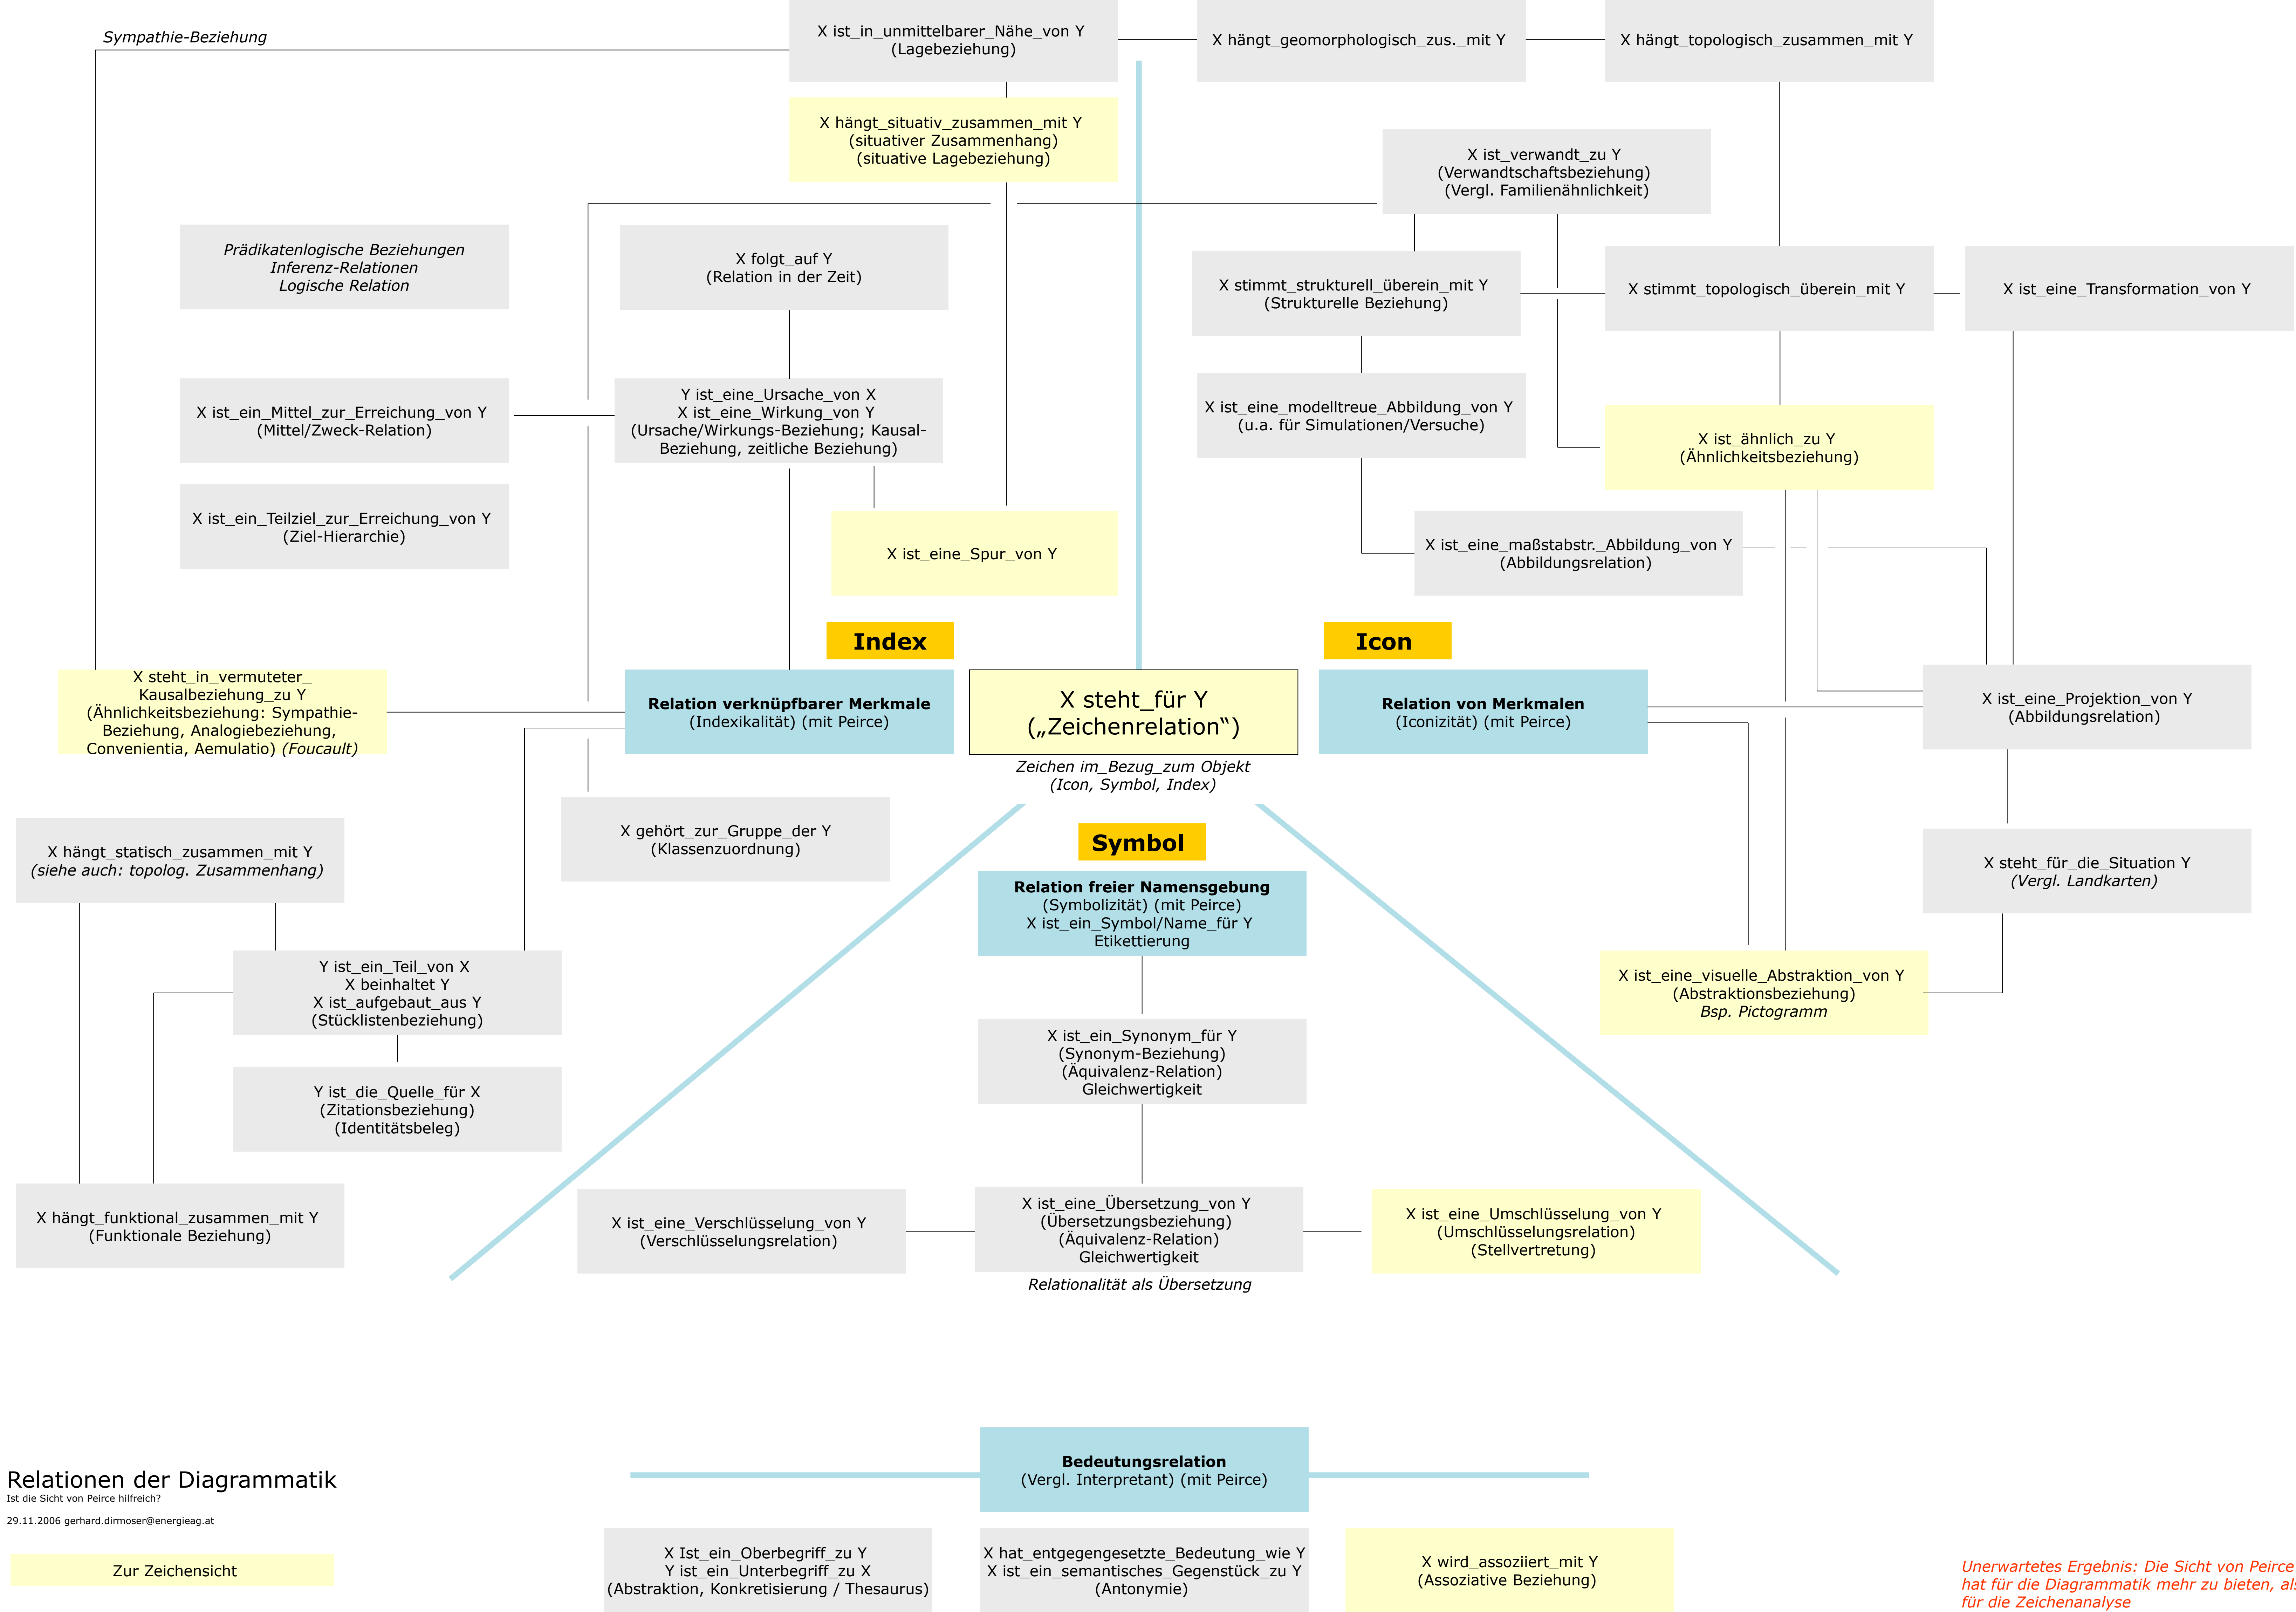 Sympathie-Beziehung
X ist_in_unmittelbarer_Nähe_von Y
(Lagebeziehung)
X hängt_geomorphologisch_zus._mit Y
X hängt_topologisch_zusammen_mit Y
X hängt_situativ_zusammen_mit Y
(situativer Zusammenhang)
(situative Lagebeziehung)
X ist_verwandt_zu Y
(Verwandtschaftsbeziehung)
(Vergl. Familienähnlichkeit)
Prädikatenlogische Beziehungen
Inferenz-Relationen
Logische Relation
X folgt_auf Y
(Relation in der Zeit)
X stimmt_strukturell_überein_mit Y
(Strukturelle Beziehung)
X stimmt_topologisch_überein_mit Y
X ist_eine_Transformation_von Y
X ist_ein_Mittel_zur_Erreichung_von Y
(Mittel/Zweck-Relation)
Y ist_eine_Ursache_von X
X ist_eine_Wirkung_von Y
(Ursache/Wirkungs-Beziehung; Kausal-
Beziehung, zeitliche Beziehung)
X ist_eine_modelltreue_Abbildung_von Y
(u.a. für Simulationen/Versuche)
X ist_ähnlich_zu Y
(Ähnlichkeitsbeziehung)
X ist_ein_Teilziel_zur_Erreichung_von Y
(Ziel-Hierarchie)
X ist_eine_Spur_von Y
X ist_eine_maßstabstr._Abbildung_von Y
(Abbildungsrelation)
Index
Icon
X steht_in_vermuteter_
Kausalbeziehung_zu Y
(Ähnlichkeitsbeziehung: Sympathie-
Beziehung, Analogiebeziehung,
Convenientia, Aemulatio) (Foucault)
Relation verknüpfbarer Merkmale
(Indexikalität) (mit Peirce)
X steht_für Y
(„Zeichenrelation“)
Zeichen im_Bezug_zum Objekt
(Icon, Symbol, Index)
Relation von Merkmalen
(Iconizität) (mit Peirce)
X ist_eine_Projektion_von Y
(Abbildungsrelation)
X gehört_zur_Gruppe_der Y
(Klassenzuordnung)
X hängt_statisch_zusammen_mit Y
(siehe auch: topolog. Zusammenhang)
Symbol
Relation freier Namensgebung
(Symbolizität) (mit Peirce)
X ist_ein_Symbol/Name_für Y
Etikettierung
X steht_für_die_Situation Y
(Vergl. Landkarten)
Y ist_ein_Teil_von X
X beinhaltet Y
X ist_aufgebaut_aus Y
(Stücklistenbeziehung)
X ist_eine_visuelle_Abstraktion_von Y
(Abstraktionsbeziehung)
Bsp. Pictogramm
X ist_ein_Synonym_für Y
(Synonym-Beziehung)
(Äquivalenz-Relation)
Gleichwertigkeit
Y ist_die_Quelle_für X
(Zitationsbeziehung)
(Identitätsbeleg)
X hängt_funktional_zusammen_mit Y
(Funktionale Beziehung)
X ist_eine_Verschlüsselung_von Y
(Verschlüsselungsrelation)
X ist_eine_Übersetzung_von Y
(Übersetzungsbeziehung)
(Äquivalenz-Relation)
Gleichwertigkeit
Relationalität als Übersetzung
X ist_eine_Umschlüsselung_von Y
(Umschlüsselungsrelation)
(Stellvertretung)
Bedeutungsrelation
(Vergl. Interpretant) (mit Peirce)
Relationen der Diagrammatik
Ist die Sicht von Peirce hilfreich?
29.11.2006 gerhard.dirmoser@energieag.at
Zur Zeichensicht
X Ist_ein_Oberbegriff_zu Y
Y ist_ein_Unterbegriff_zu X
(Abstraktion, Konkretisierung / Thesaurus)
X hat_entgegengesetzte_Bedeutung_wie Y
X ist_ein_semantisches_Gegenstück_zu Y
(Antonymie)
X wird_assoziiert_mit Y
(Assoziative Beziehung)
Unerwartetes Ergebnis: Die Sicht von Peirce
hat für die Diagrammatik mehr zu bieten, als
für die Zeichenanalyse